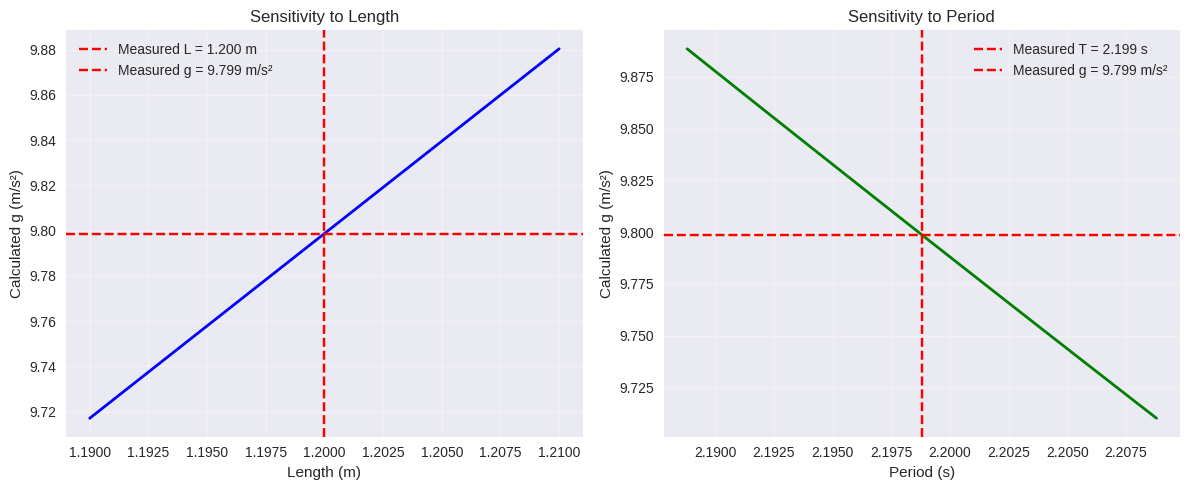 Sensitivity to Length
Measured L = 1.200 m
Measured g = 9.799 m/s²
Calculated g (m/s²)
9.88
9.86
9.84
9.82
9.80
9.78
9.76
9.74
9.72
1.1900 1.1925 1.1950 1.1975 1.2000 1.2025 1.2050 1.2075 1.2100
Length (m)
Sensitivity to Period
Measured T = 2.199 s
Measured g = 9.799 m/s²
Calculated g (m/s²)
9.875
9.850
9.825
9.800
9.775
9.750
9.725
2.1900 2.1925 2.1950 2.1975 2.2000 2.2025 2.2050 2.2075
Period (s)